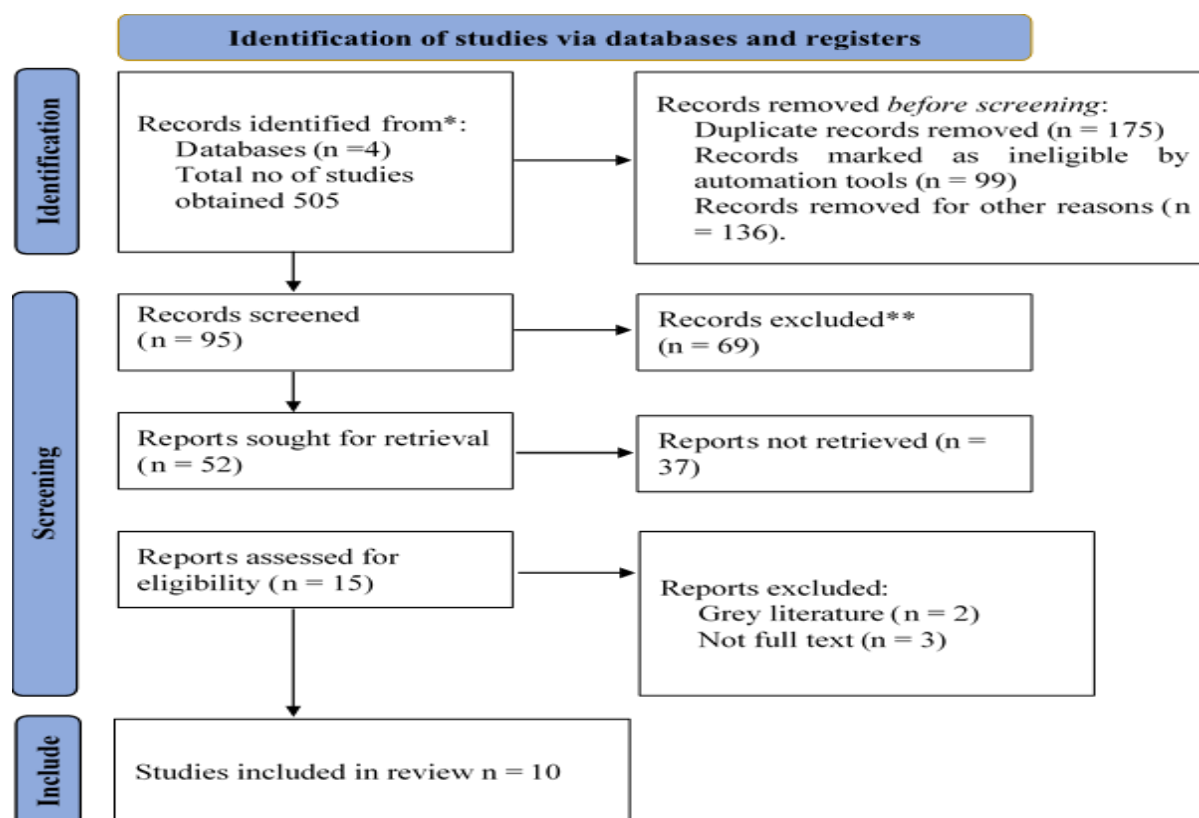 Identification of studies via databases and registers
Identification
Records identified from*:
Databases (n =4)
Total no of studies
obtained 505
Records removed before screening:
Duplicate records removed (n = 175)
Records marked as ineligible by
automation tools (n = 99)
Records removed for other reasons (n
= 136).
Screening
Records screened
(n = 95)
Records excluded**
(n = 69)
Reports sought for retrieval
(n = 52)
Reports not retrieved (n =
37)
Reports assessed for
eligibility (n = 15)
Reports excluded:
Grey literature (n = 2)
Not full text (n = 3)
Include
Studies included in review n = 10